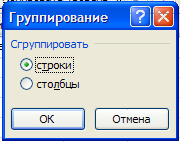 Группирование
Сгруппировать
строки
столбцы
ОК
Отмена